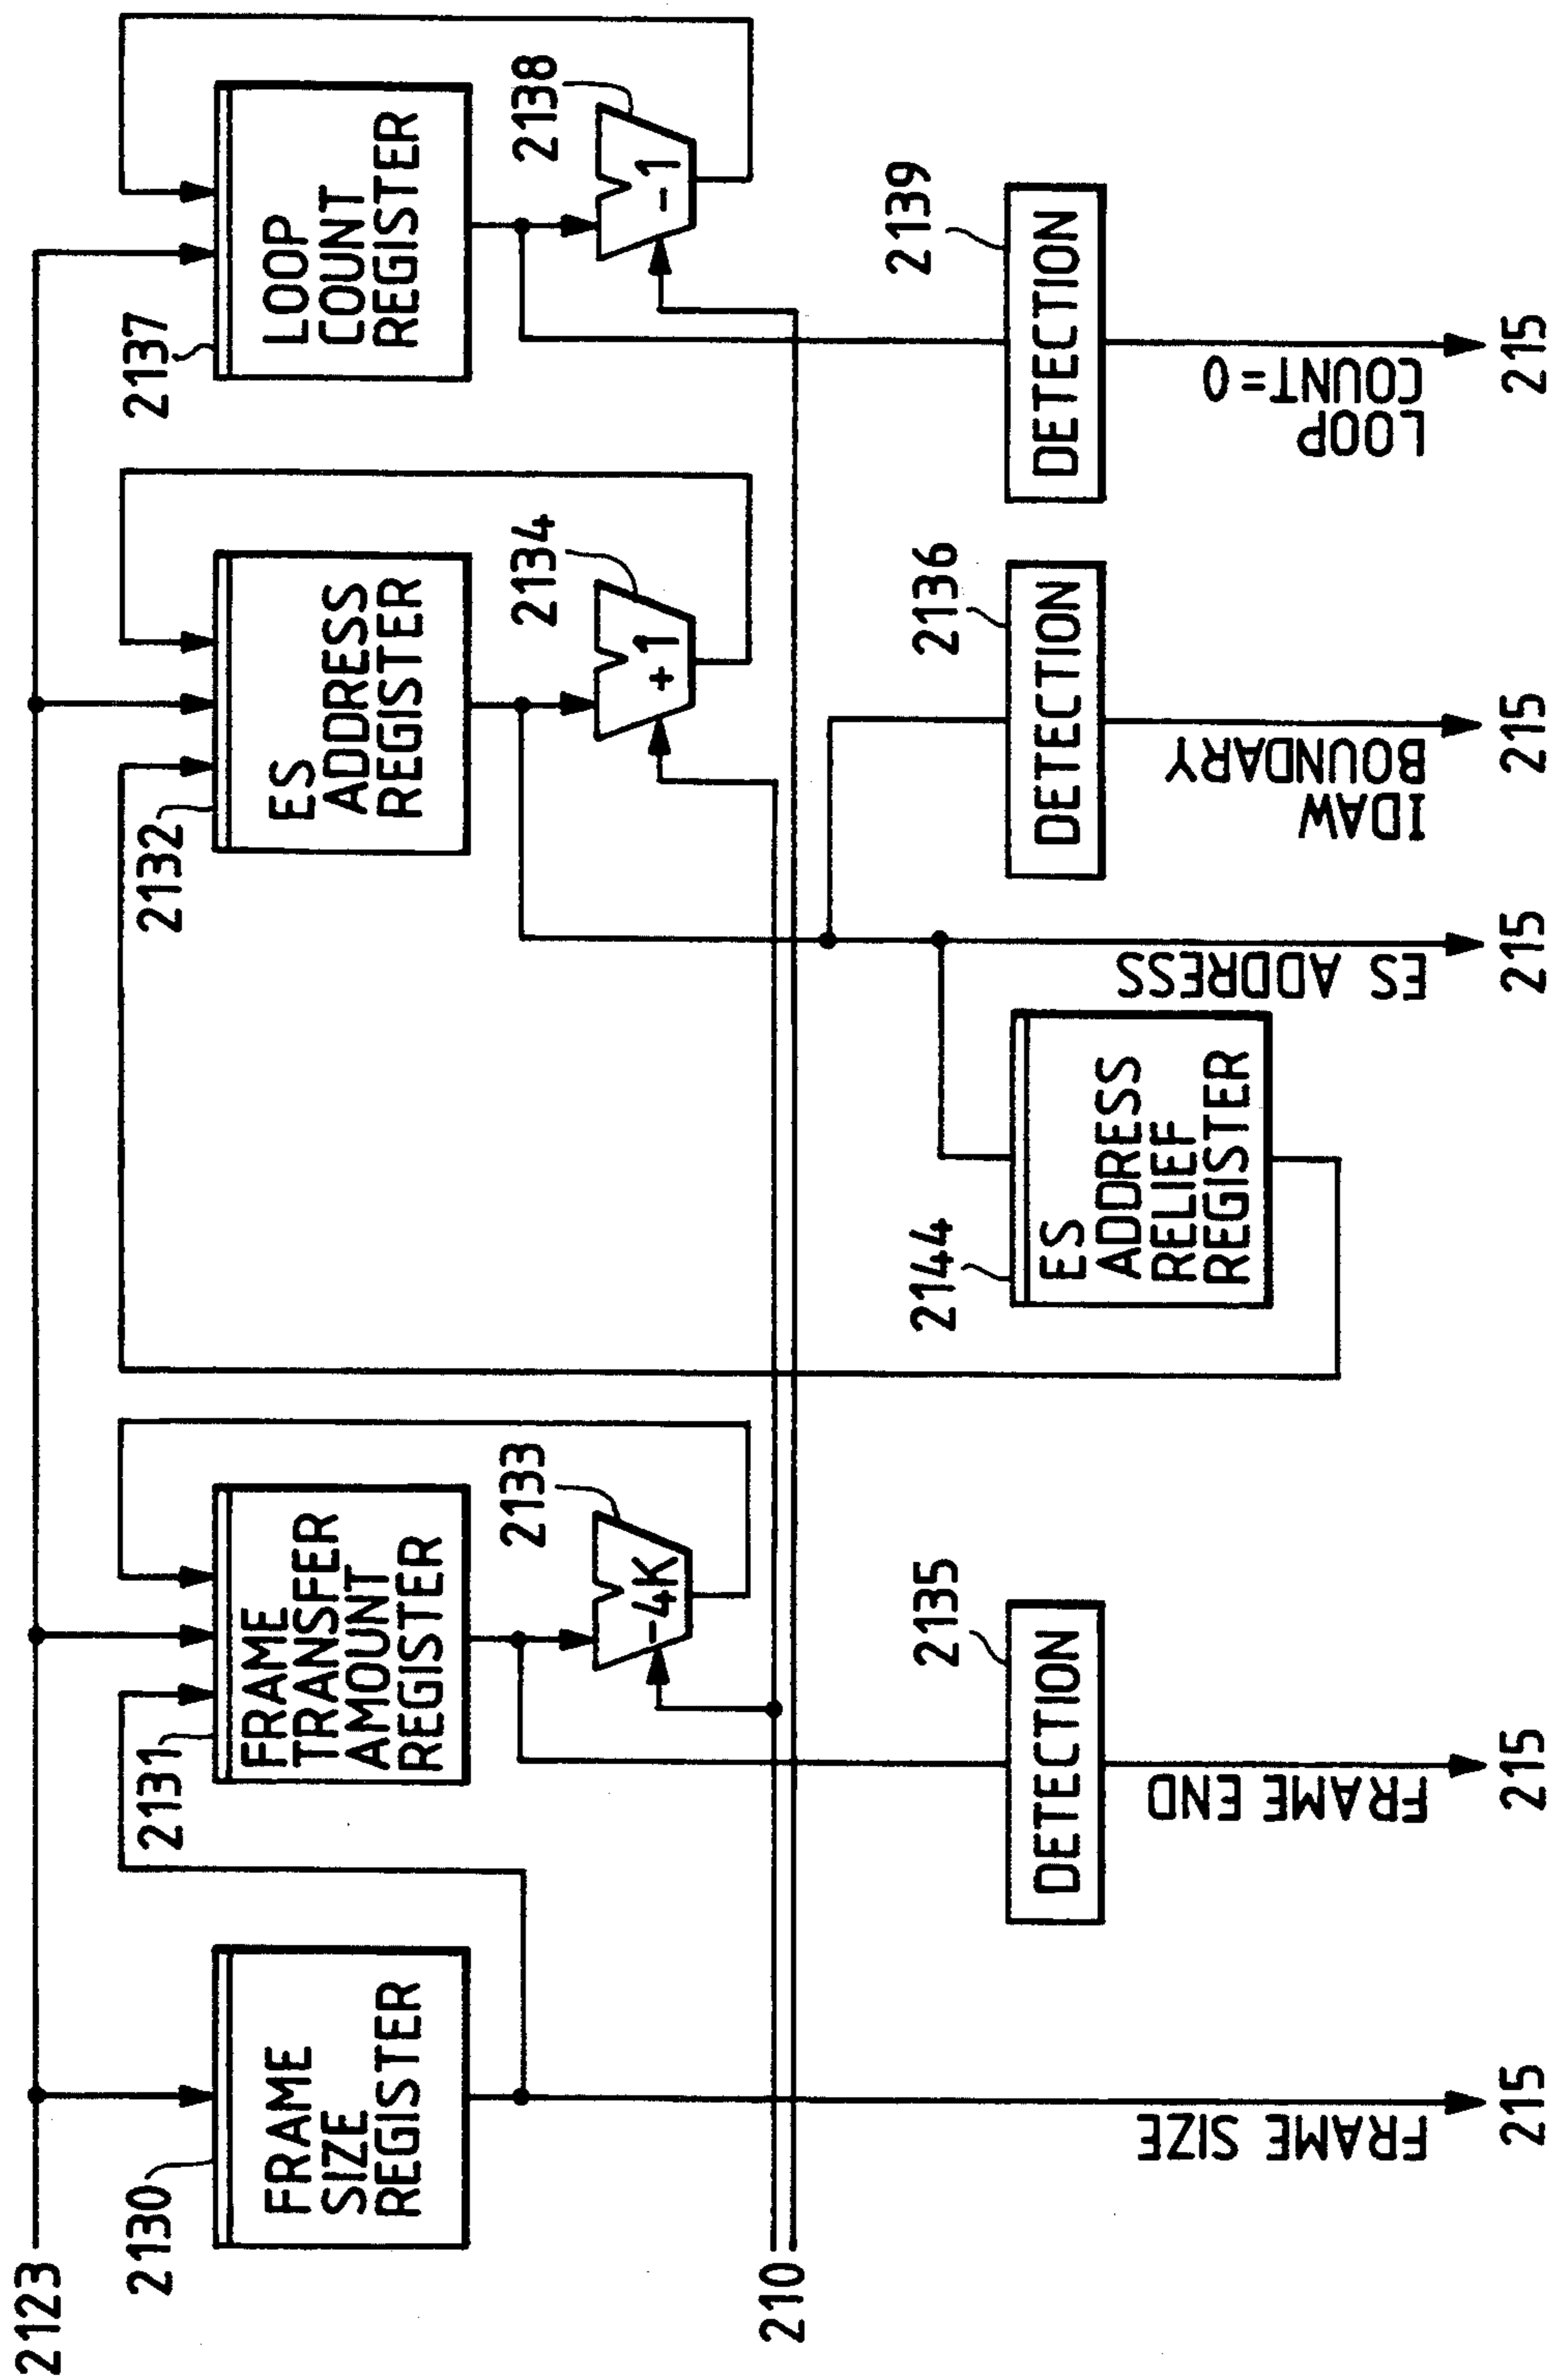 2123
2130
FRAME
SIZE
REGISTER
2131
FRAME
TRANSFER
AMOUNT
REGISTER
2132
ES
ADDRESS
REGISTER
2137
LOOP
COUNT
REGISTER
2133
-4K
2134
+1
2138
-1
210
2135
DETECTION
2144
ES
ADDRESS
RELIEF
REGISTER
2136
DETECTION
2139
DETECTION
FRAME SIZE
215
FRAME END
215
ES ADDRESS
215
IDAW
BOUNDARY
215
LOOP
COUNT=0
215